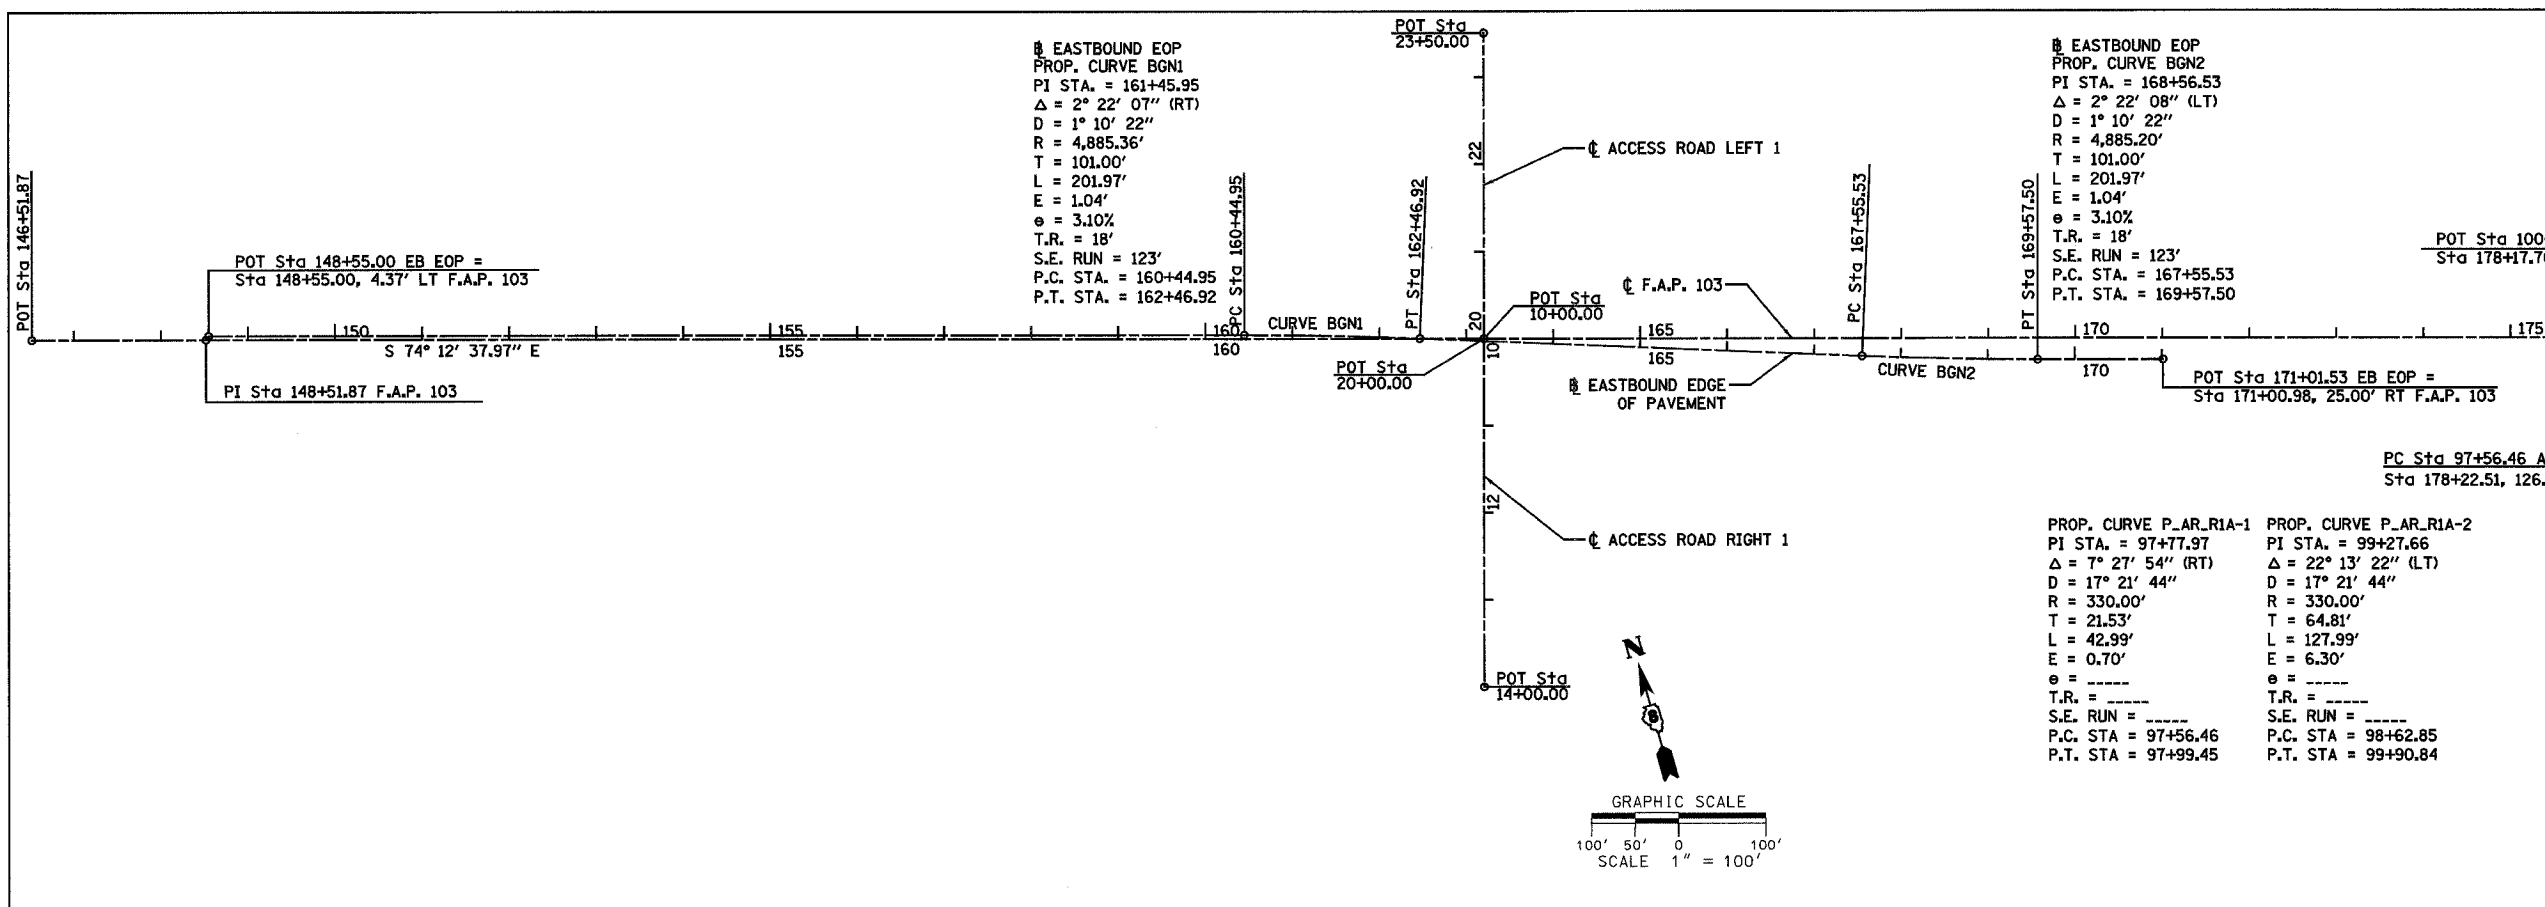 POT Sta
23+50.00
℄ EASTBOUND EOP
PROP. CURVE BGN1
PI STA. = 161+45.95
Δ = 2° 22' 07" (RT)
D = 1° 10' 22"
R = 4,885.36'
T = 101.00'
L = 201.97'
E = 1.04'
e = 3.10%
T.R. = 18'
S.E. RUN = 123'
P.C. STA. = 160+44.95
P.T. STA. = 162+46.92
℄ EASTBOUND EOP
PROP. CURVE BGN2
PI STA. = 168+56.53
Δ = 2° 22' 08" (LT)
D = 1° 10' 22"
R = 4,885.20'
T = 101.00'
L = 201.97'
E = 1.04'
e = 3.10%
T.R. = 18'
S.E. RUN = 123'
P.C. STA. = 167+55.53
P.T. STA. = 169+57.50
22
℄ ACCESS ROAD LEFT 1
POT Sta 146+51.87
PC Sta 160+44.95
PT Sta 162+46.92
PC Sta 167+55.53
PT Sta 169+57.50
POT Sta 100
Sta 178+17.70
POT Sta 148+55.00 EB EOP =
Sta 148+55.00, 4.37' LT F.A.P. 103
℄ F.A.P. 103
POT Sta
10+00.00
150
155
160
CURVE BGN1
20
165
170
175
S 74° 12' 37.97" E
155
160
10
165
170
POT Sta
20+00.00
CURVE BGN2
PI Sta 148+51.87 F.A.P. 103
℄ EASTBOUND EDGE
OF PAVEMENT
POT Sta 171+01.53 EB EOP =
Sta 171+00.98, 25.00' RT F.A.P. 103
PC Sta 97+56.46 A
Sta 178+22.51, 126.
12
℄ ACCESS ROAD RIGHT 1
PROP. CURVE P_AR_R1A-1
PI STA. = 97+77.97
Δ = 7° 27' 54" (RT)
D = 17° 21' 44"
R = 330.00'
T = 21.53'
L = 42.99'
E = 0.70'
e = _____
T.R. = _____
S.E. RUN = _____
P.C. STA = 97+56.46
P.T. STA = 97+99.45
PROP. CURVE P_AR_R1A-2
PI STA. = 99+27.66
Δ = 22° 13' 22" (LT)
D = 17° 21' 44"
R = 330.00'
T = 64.81'
L = 127.99'
E = 6.30'
e = _____
T.R. = _____
S.E. RUN = _____
P.C. STA = 98+62.85
P.T. STA = 99+90.84
N
POT Sta
14+00.00
GRAPHIC SCALE
100' 50' 0 100'
SCALE 1" = 100'